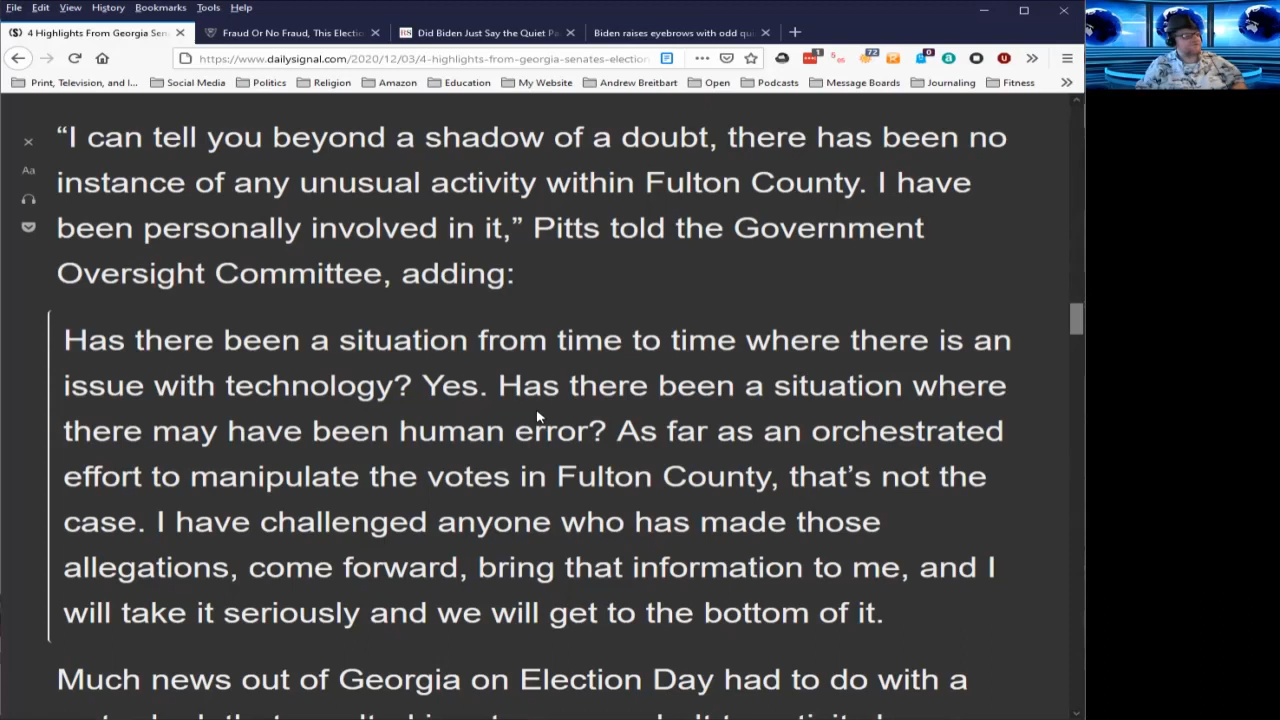 File Edit View History Bookmarks Tools Help
4 Highlights From Georgia Sen
Fraud Or No Fraud, This Electio
RS Did Biden Just Say the Quiet Pa
Biden raises eyebrows with odd qu
https://www.dailysignal.com/2020/12/03/4-highlights-from-georgia-senates-election
1 72 0
Print, Television, and I... Social Media Politics Religion Amazon Education My Website Andrew Breitbart Open Podcasts Message Boards Journaling Fitness
Aa
“I can tell you beyond a shadow of a doubt, there has been no
instance of any unusual activity within Fulton County. I have
been personally involved in it,” Pitts told the Government
Oversight Committee, adding:
Has there been a situation from time to time where there is an
issue with technology? Yes. Has there been a situation where
there may have been human error? As far as an orchestrated
effort to manipulate the votes in Fulton County, that’s not the
case. I have challenged anyone who has made those
allegations, come forward, bring that information to me, and I
will take it seriously and we will get to the bottom of it.
Much news out of Georgia on Election Day had to do with a